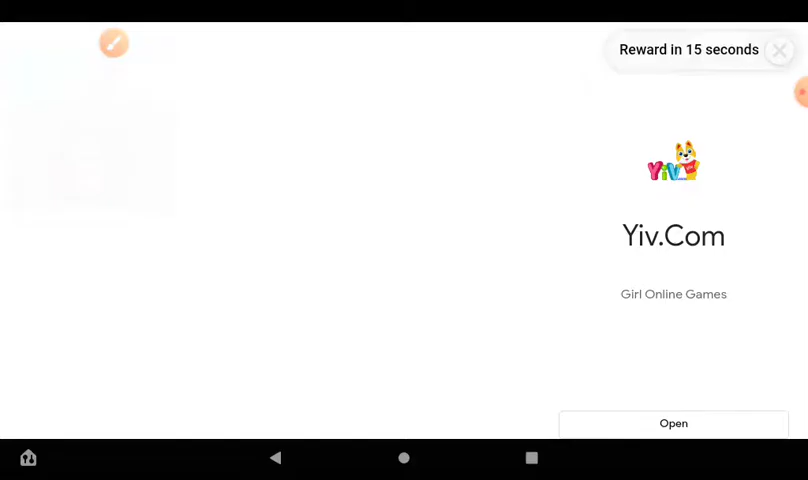 Reward in 15 seconds
YiV
Yiv.Com
Girl Online Games
Open